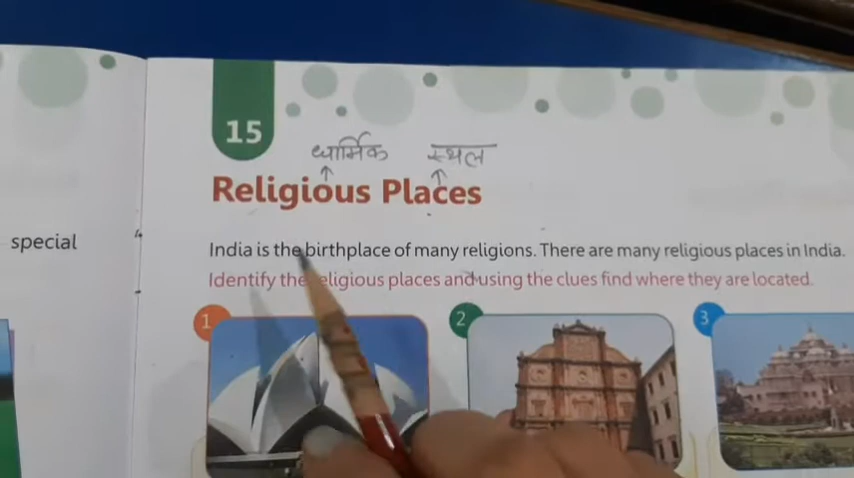 special
15
धार्मिक स्थल
Religious Places
India is the birthplace of many religions. There are many religious places in India.
Identify the religious places and using the clues find where they are located.
1
2
3